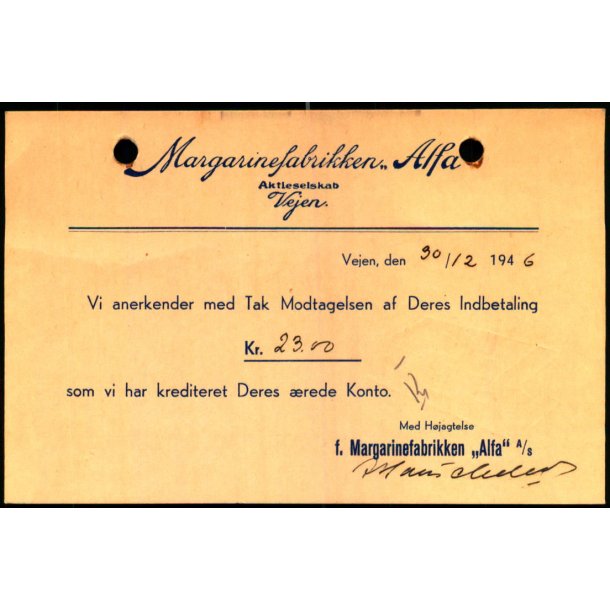 Margarinefabrikken „Alfa
Aktieselskab
Vejen.
Vejen, den 30/12 1946
Vi anerkender med Tak Modtagelsen af Deres Indbetaling
Kr. 23.00
som vi har krediteret Deres ærede Konto.
Med Højagtelse
f. Margarinefabrikken „Alfa“ A/s